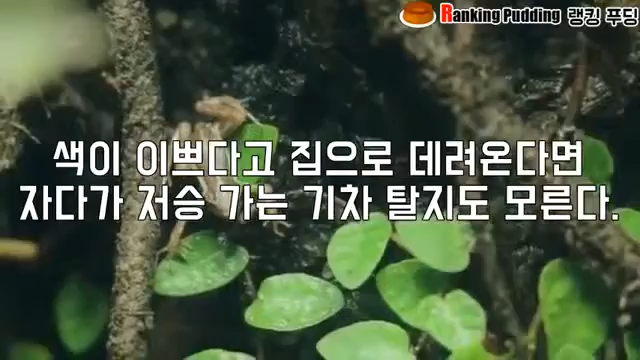 Ranking Pudding 랭킹 푸딩
색이 이쁘다고 집으로 데려온다면
자다가 저승 가는 기차 탈지도 모른다.